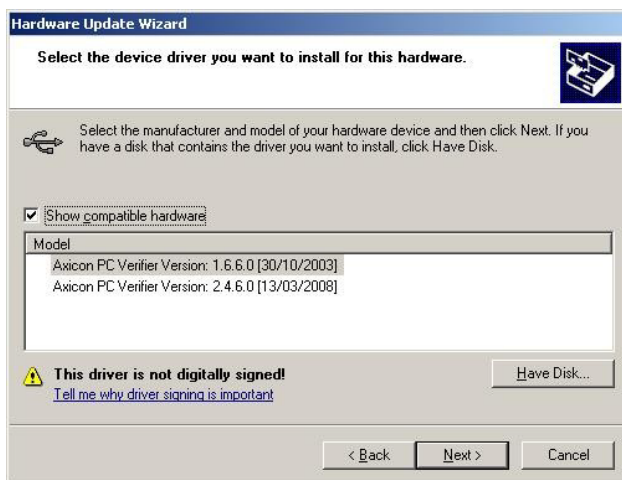 Hardware Update Wizard
Select the device driver you want to install for this hardware.
Select the manufacturer and model of your hardware device and then click Next. If you
have a disk that contains the driver you want to install, click Have Disk.
Show compatible hardware
Model
Axicon PC Verifier Version: 1.6.6.0 [30/10/2003]
Axicon PC Verifier Version: 2.4.6.0 [13/03/2008]
This driver is not digitally signed!
Tell me why driver signing is important
Have Disk...
< Back
Next >
Cancel